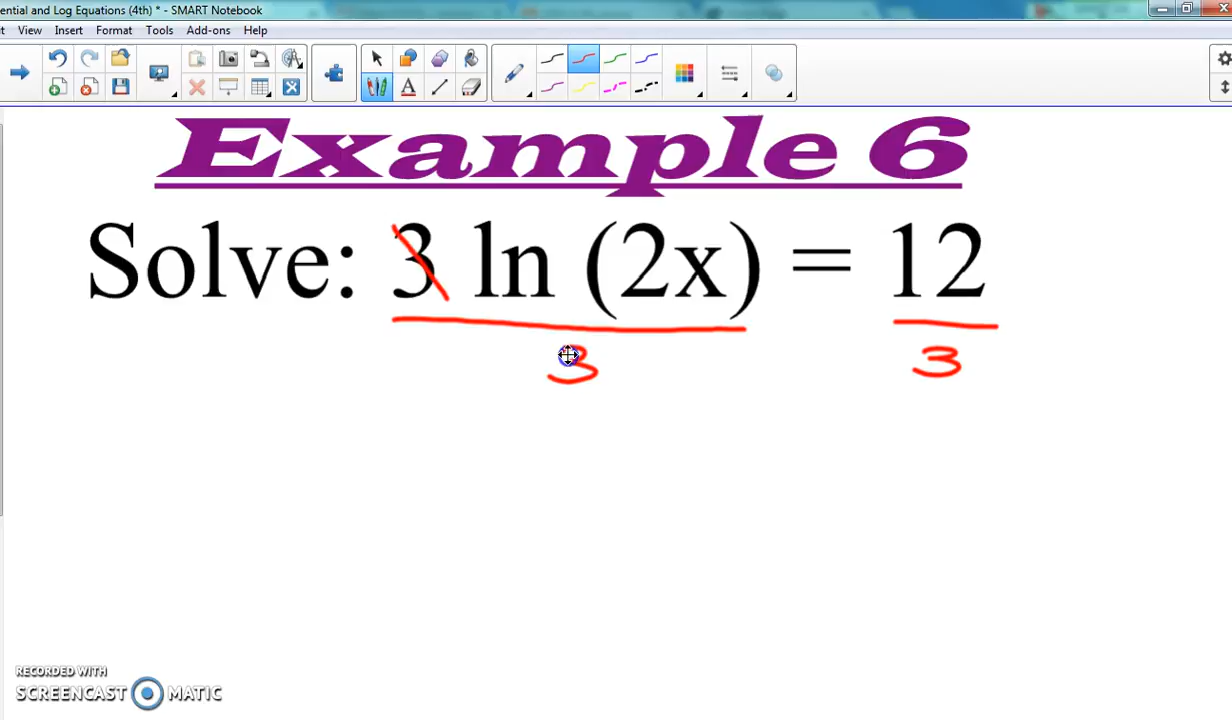 ential and Log Equations (4th) * - SMART Notebook
t View Insert Format Tools Add-ons Help
Example 6
Solve: 3 ln (2x) = 12
3 3
RECORDED WITH
SCREENCAST MATIC